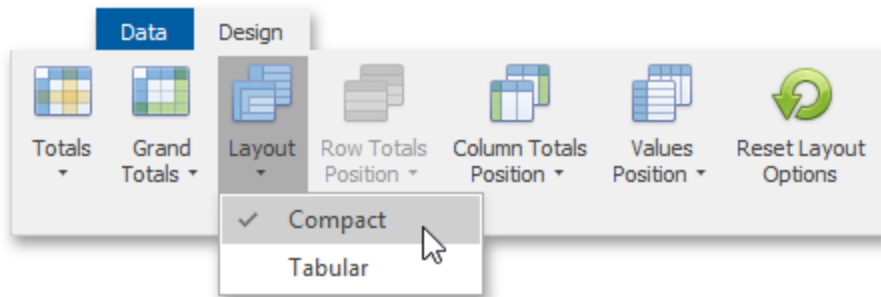 Data Design
Totals
Grand
Totals
Layout
Row Totals
Position
Column Totals
Position
Values
Position
Reset Layout
Options
Compact
Tabular